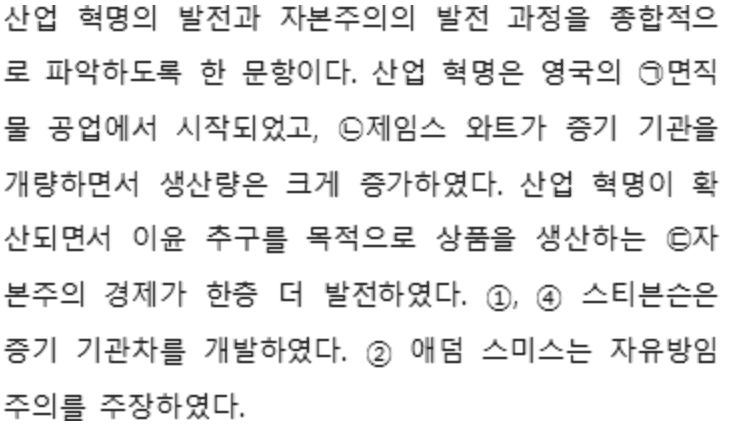 산업 혁명의 발전과 자본주의의 발전 과정을 종합적으
로 파악하도록 한 문항이다. 산업 혁명은 영국의 ㉠면직
물 공업에서 시작되었고, ㉡제임스 와트가 증기 기관을
개량하면서 생산량은 크게 증가하였다. 산업 혁명이 확
산되면서 이윤 추구를 목적으로 상품을 생산하는 ㉢자
본주의 경제가 한층 더 발전하였다. ①, ④ 스티븐슨은
증기 기관차를 개발하였다. ② 애덤 스미스는 자유방임
주의를 주장하였다.